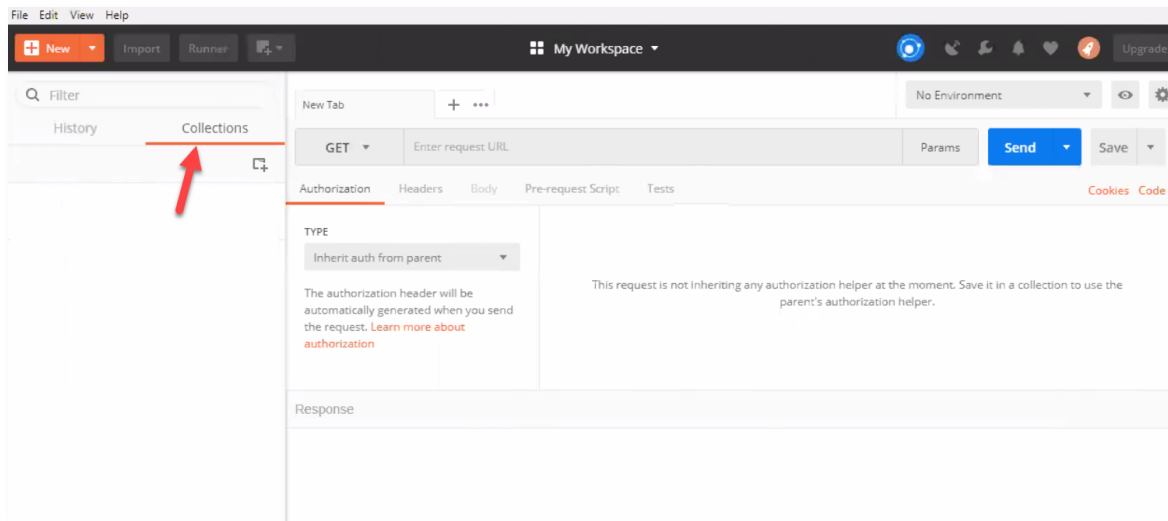 File Edit View Help
New Import Runner My Workspace Upgrade
Filter
History Collections
New Tab
No Environment
GET Enter request URL Params Send Save
Authorization Headers Body Pre-request Script Tests Cookies Code
TYPE
Inherit auth from parent
The authorization header will be
automatically generated when you send
the request. Learn more about
authorization
This request is not inheriting any authorization helper at the moment. Save it in a collection to use the
parent's authorization helper.
Response